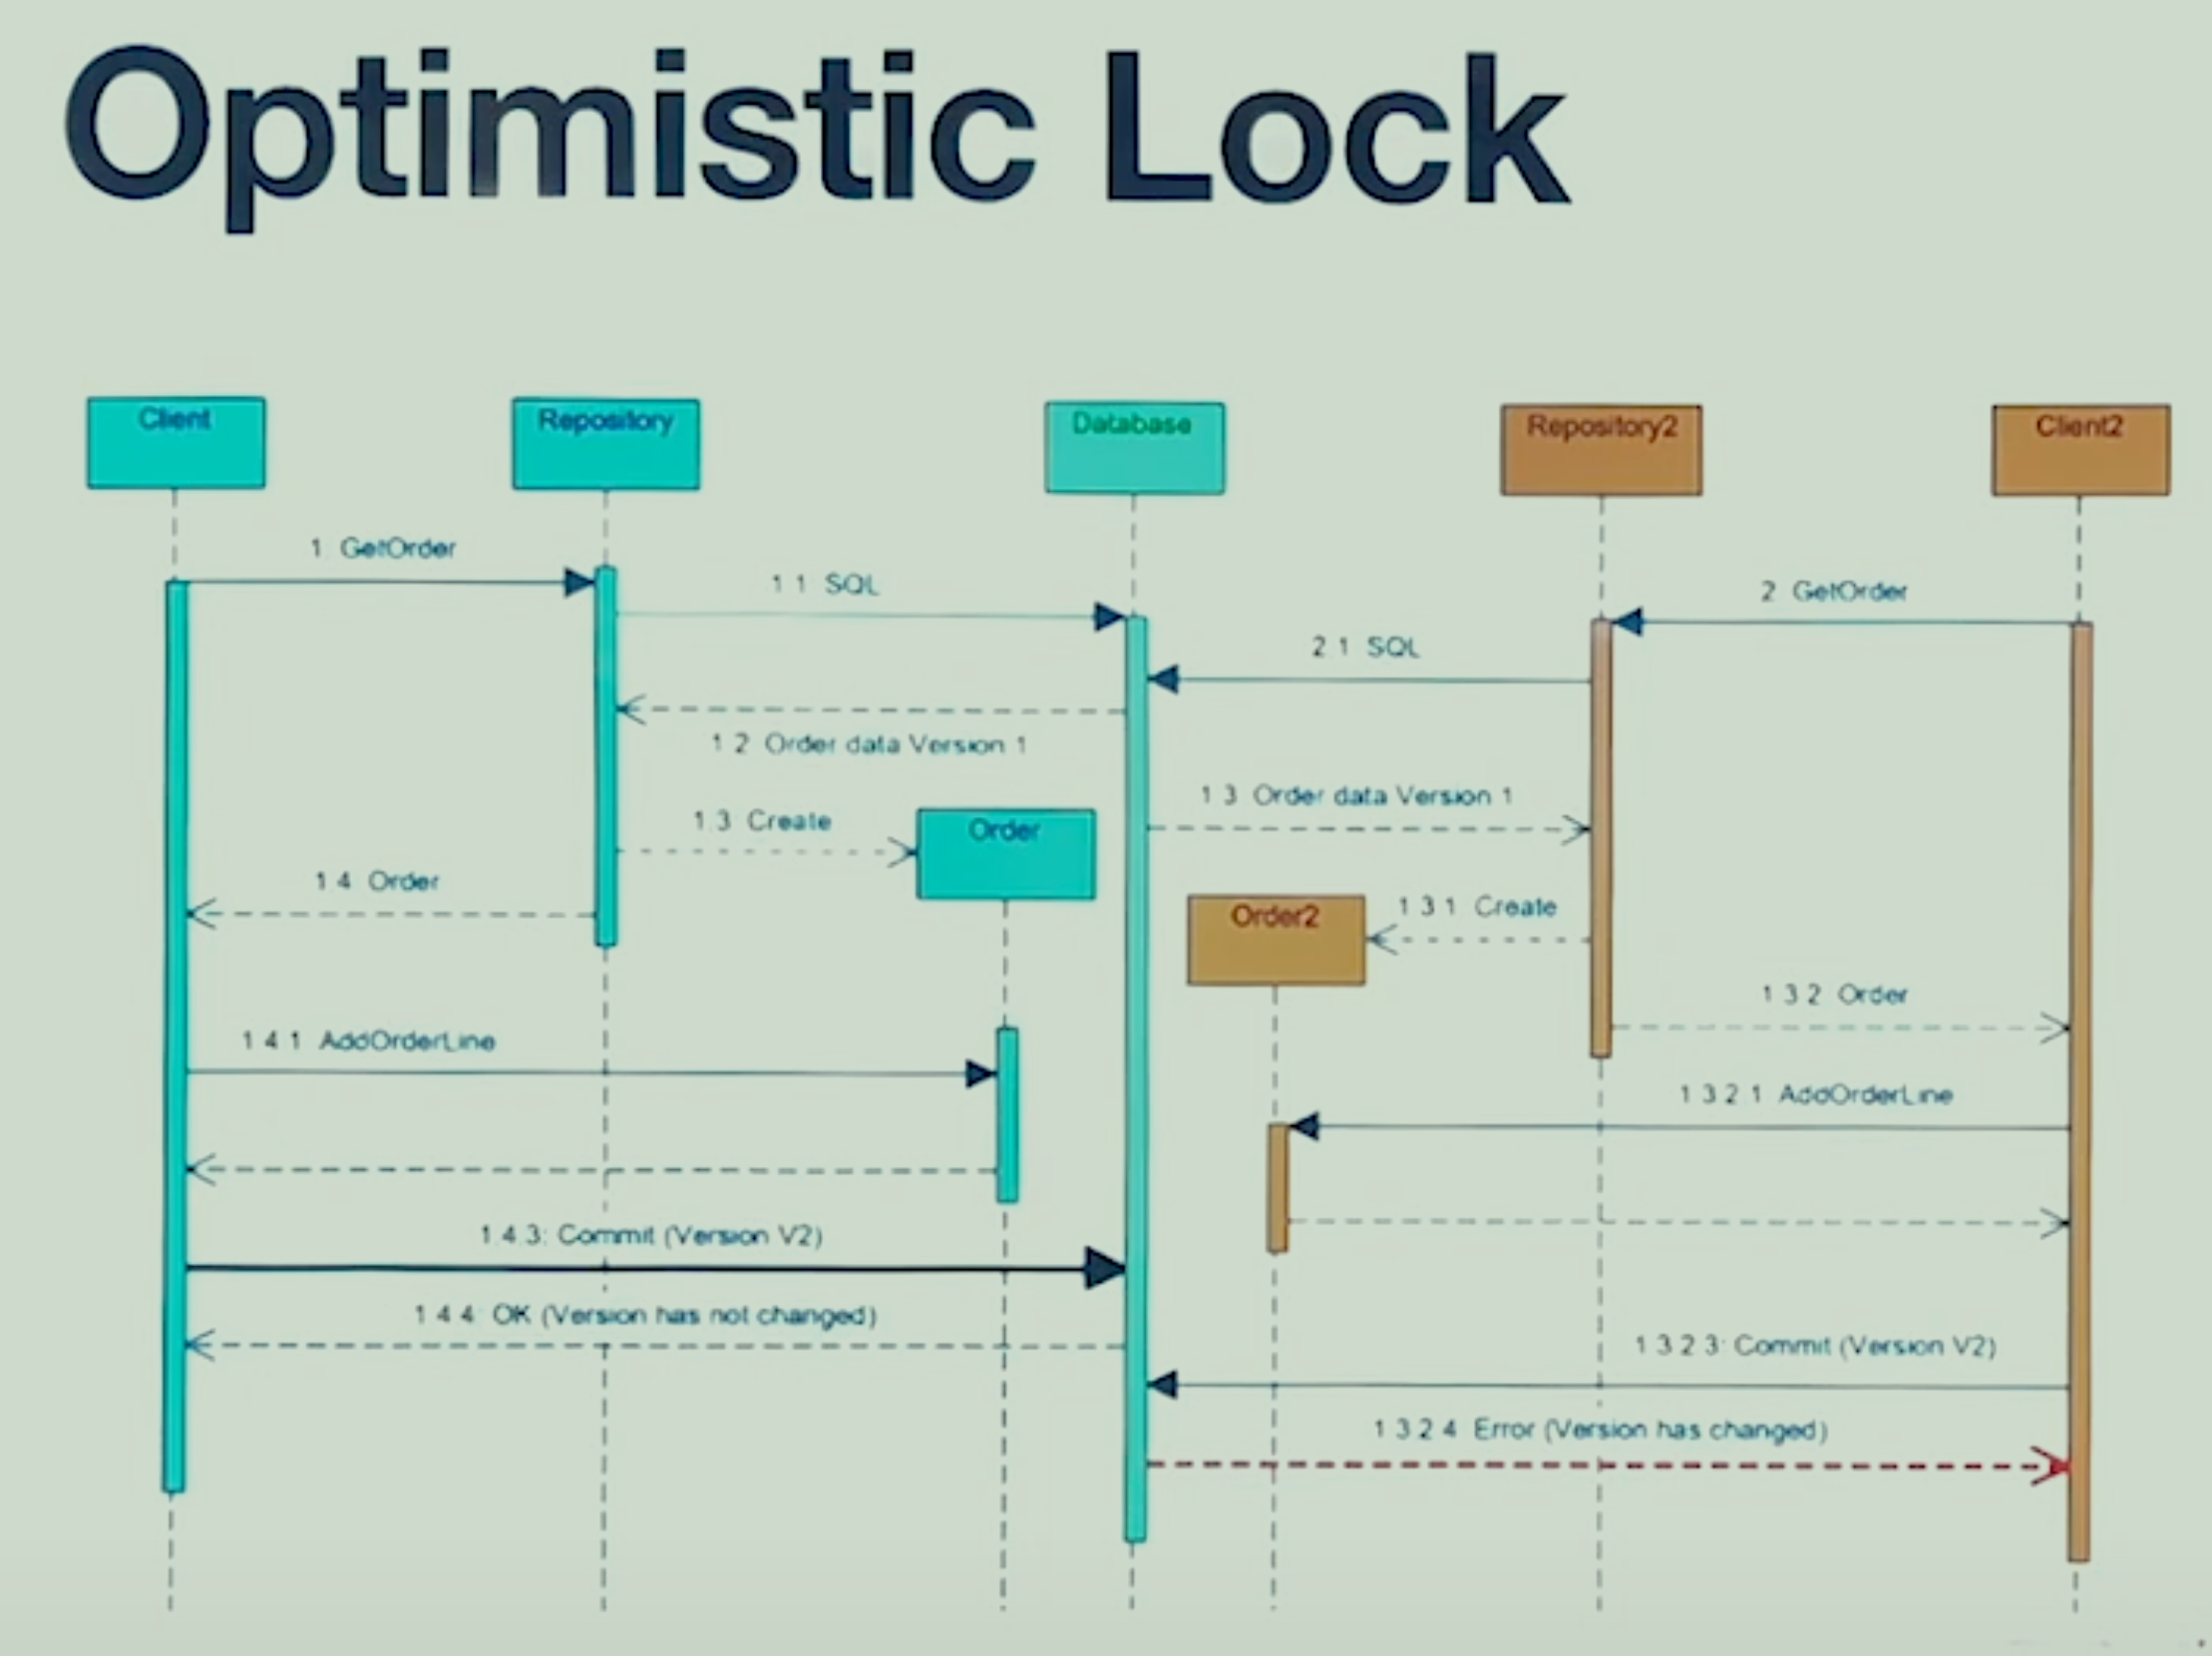 Optimistic Lock
Client
Repository
Database
Repository2
Client2
1 GetOrder
1 1 SQL
2 GetOrder
2 1 SQL
1 2 Order data Version 1
1 3 Order data Version 1
1 3 Create
Order
1 4 Order
Order2
1 3 1 Create
1 3 2 Order
1 4 1 AddOrderLine
1 3 2 1 AddOrderLine
1.4.3: Commit (Version V2)
1 4 4: OK (Version has not changed)
1 3 2 3: Commit (Version V2)
1 3 2 4 Error (Version has changed)